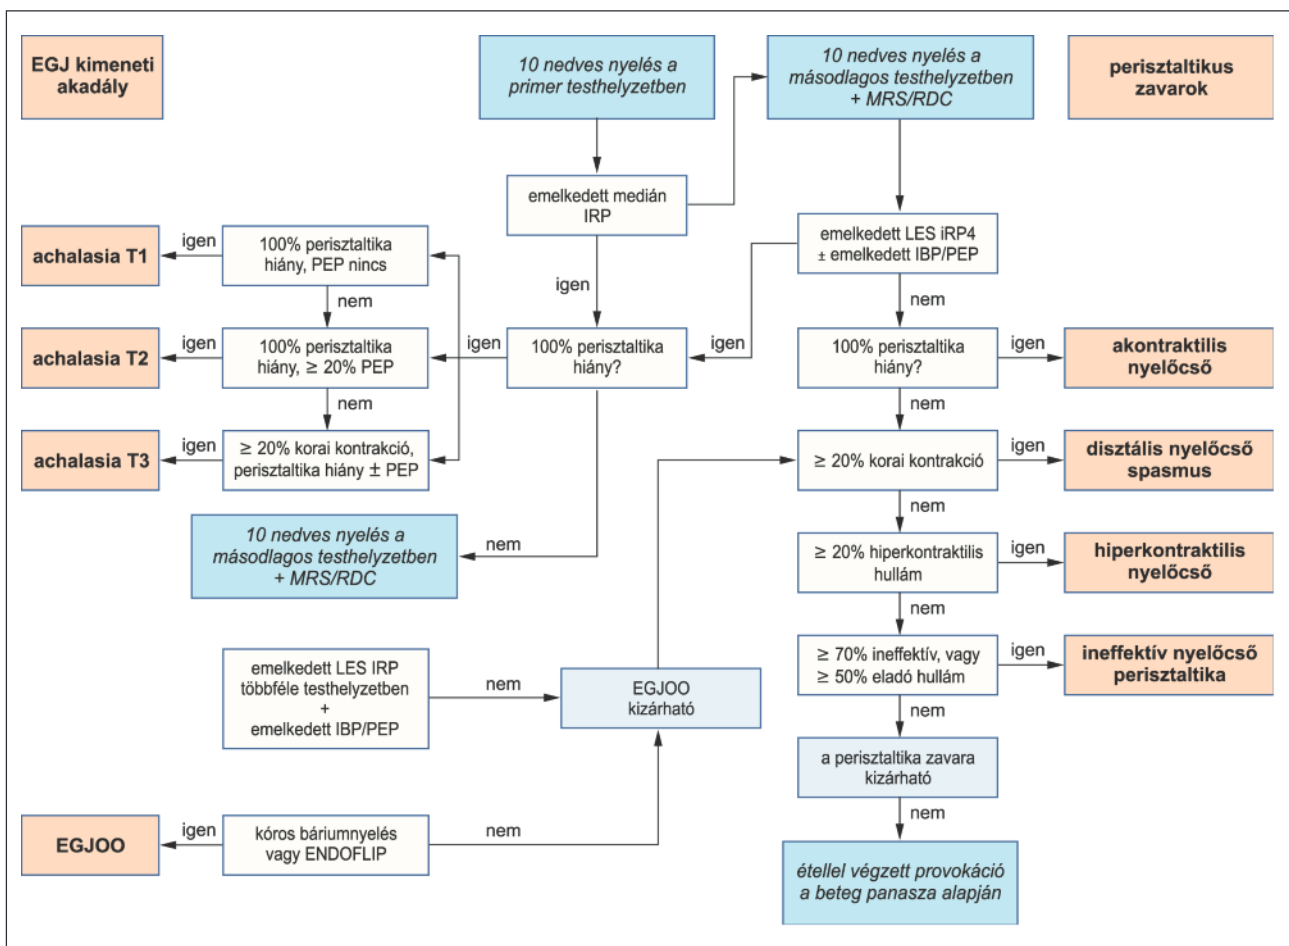 EGJ kimeneti
akadály
10 nedves nyelés a
primer testhelyzetben
10 nedves nyelés a
másodlagos testhelyzetben
+ MRS/RDC
perisztaltikus
zavarok
emelkedett medián
IRP
igen
emelkedett LES iRP4
± emelkedett IBP/PEP
nem
igen
achalasia T1
igen
100% perisztaltika
hiány, PEP nincs
nem
achalasia T2
igen
100% perisztaltika
hiány, ≥ 20% PEP
igen
100% perisztaltika
hiány?
nem
achalasia T3
igen
≥ 20% korai kontrakció,
perisztaltika hiány ± PEP
nem
10 nedves nyelés a
másodlagos testhelyzetben
+ MRS/RDC
100% perisztaltika
hiány?
igen
akontraktilis
nyelőcső
nem
≥ 20% korai kontrakció
igen
disztális nyelőcső
spasmus
nem
≥ 20% hiperkontraktilis
hullám
igen
hiperkontraktilis
nyelőcső
nem
≥ 70% ineffektív, vagy
≥ 50% eladó hullám
igen
ineffektív nyelőcső
perisztaltika
nem
a perisztaltika zavara
kizárható
nem
étellel végzett provokáció
a beteg panasza alapján
emelkedett LES IRP
többféle testhelyzetben
+
emelkedett IBP/PEP
nem
EGJOO
kizárható
EGJOO
igen
kóros báriumnyelés
vagy ENDOFLIP
nem